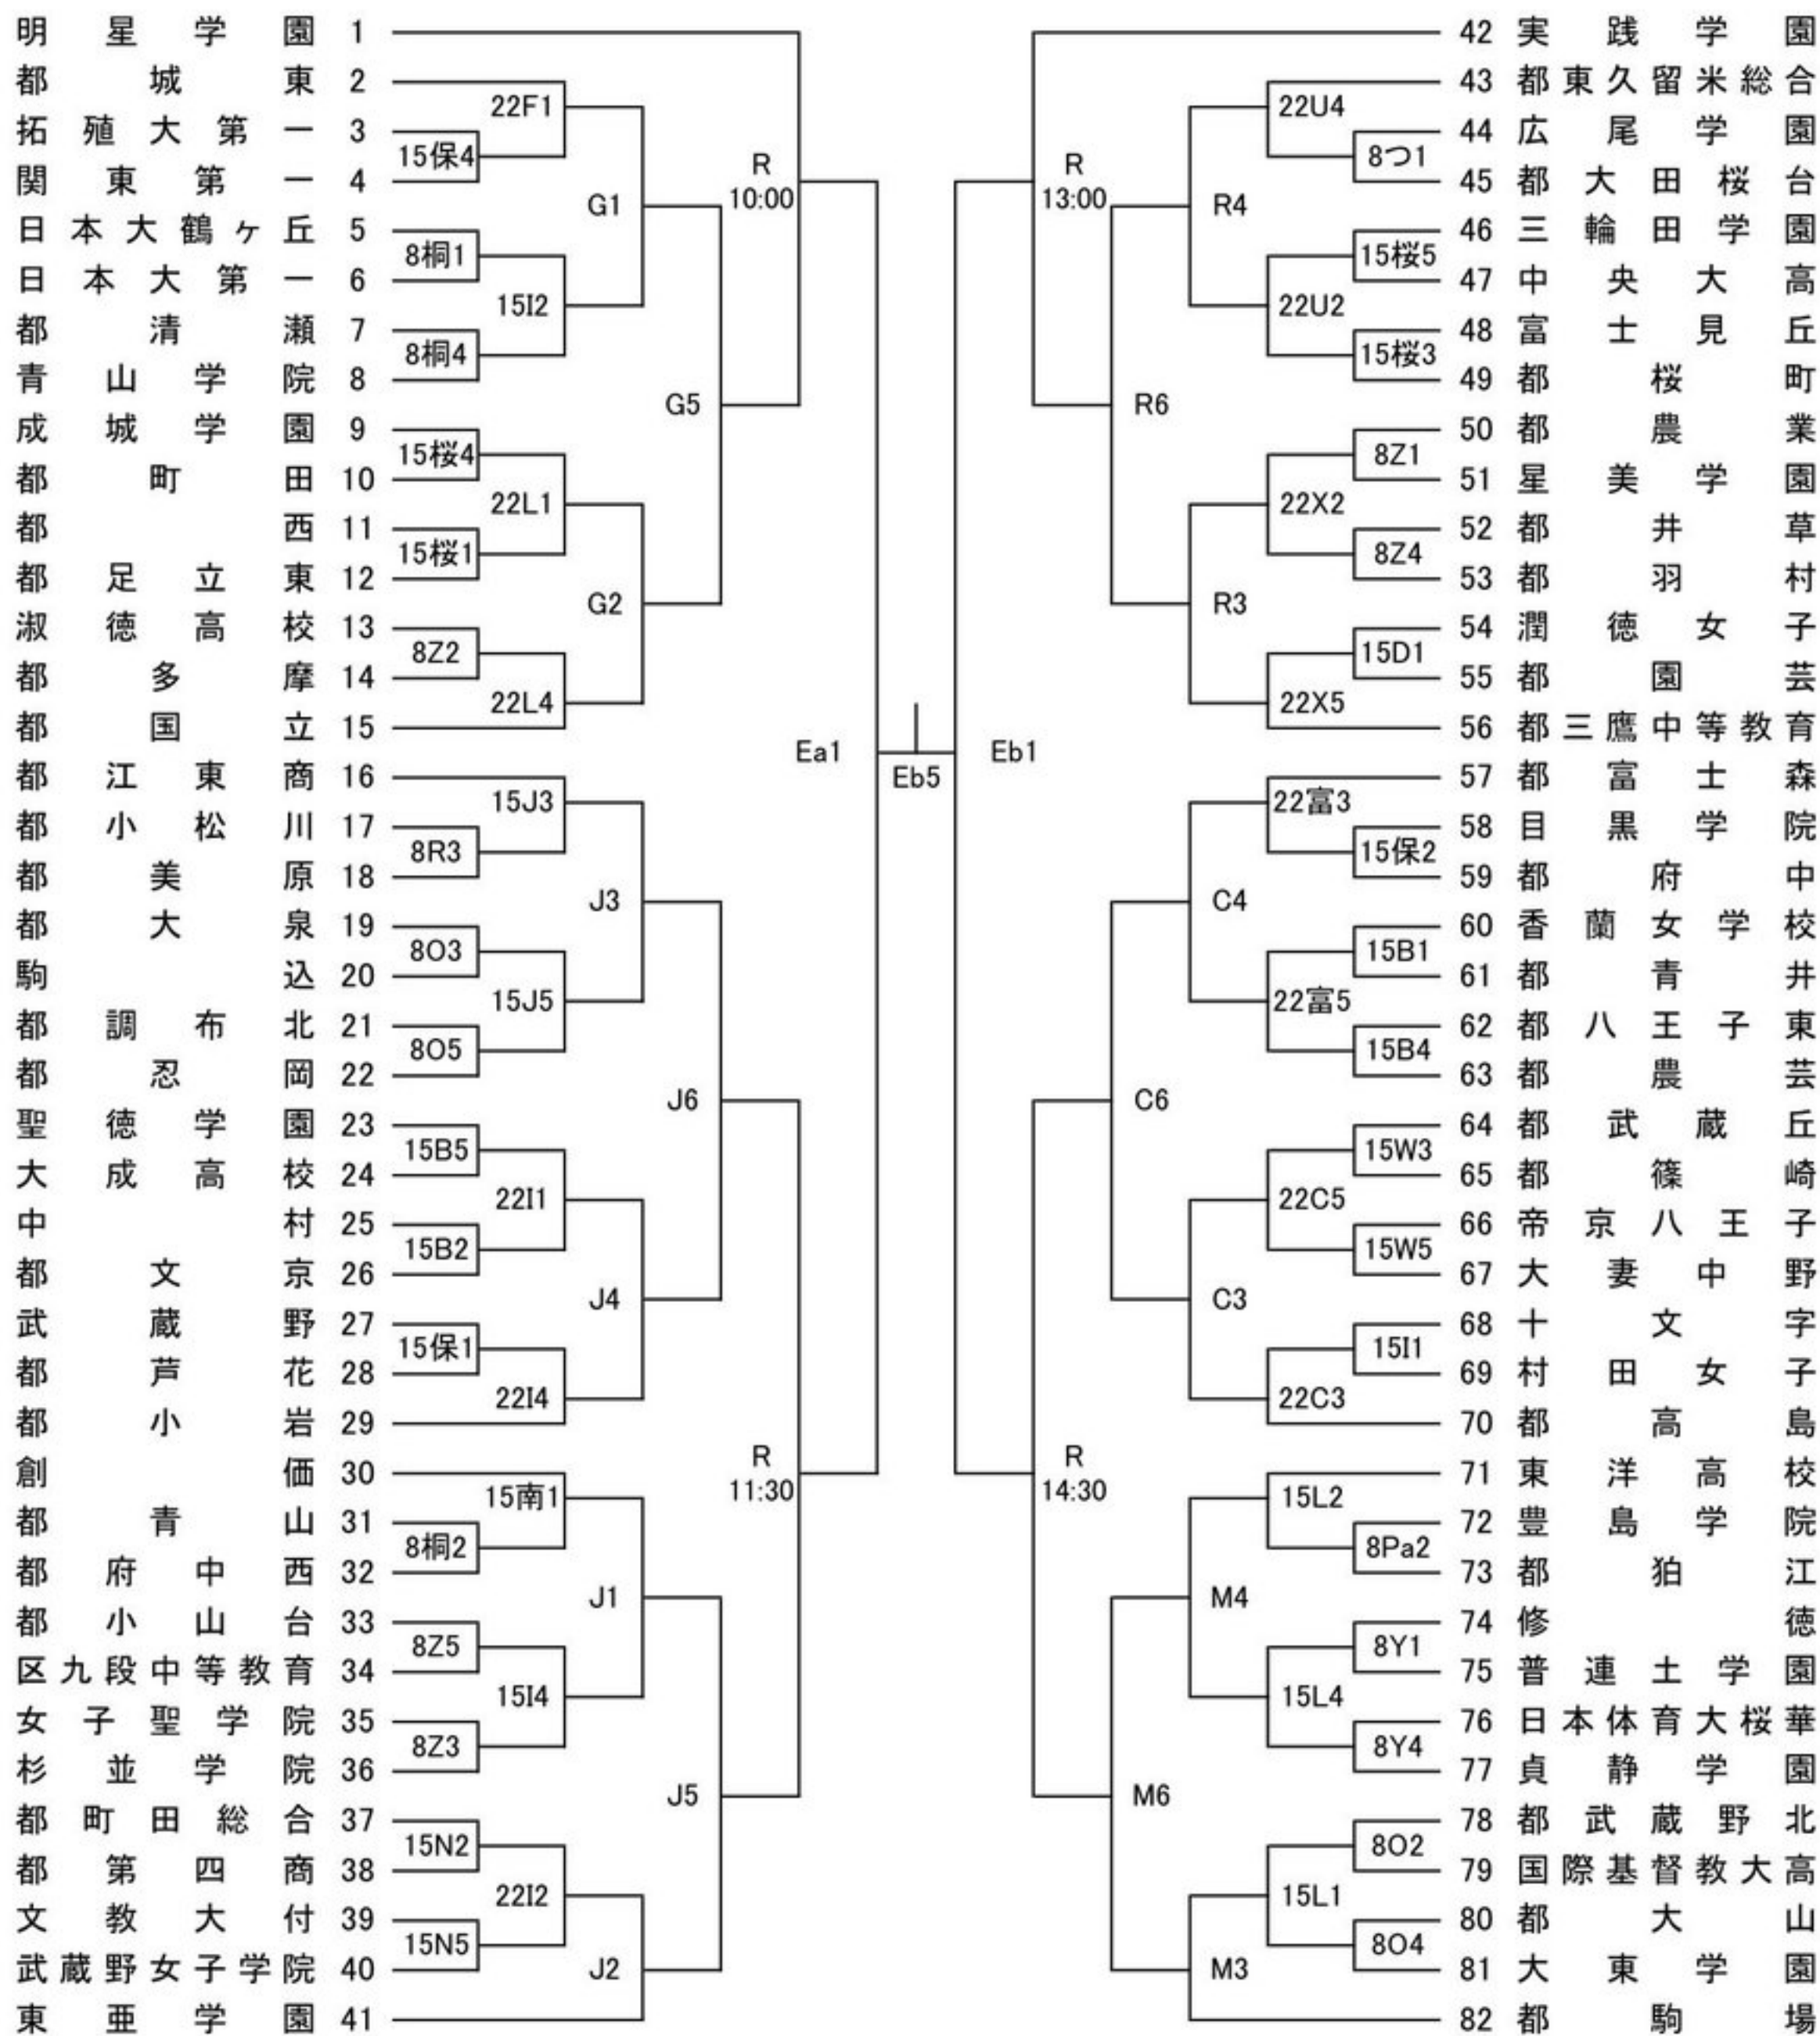 明星学園 1
都城東 2
22F1
拓殖大第一 3
15保4
関東第一 4
G1
R
10:00
日本大鶴ヶ丘 5
8桐1
日本大第一 6
15I2
都清瀬 7
8桐4
青山学院 8
G5
成城学園 9
15桜4
都町田 10
22L1
都西 11
15桜1
都足立東 12
G2
淑徳高校 13
8Z2
都多摩 14
22L4
都国立 15
Ea1
都江東商 16
15J3
都小松川 17
8R3
都美原 18
J3
都大泉 19
8O3
駒込 20
15J5
都調布北 21
8O5
都忍岡 22
J6
聖徳学園 23
15B5
大成高校 24
22I1
中村 25
15B2
都文京 26
J4
武蔵野 27
15保1
都芦花 28
22I4
都小岩 29
創価 30
R
11:30
15南1
都青山 31
8桐2
都府中西 32
J1
都小山台 33
8Z5
区九段中等教育 34
15I4
女子聖学院 35
8Z3
杉並学院 36
J5
都町田総合 37
15N2
都第四商 38
22I2
文教大付 39
15N5
武蔵野女子学院 40
J2
東亜学園 41
Eb5
42 実践学園
43 都東久留米総合
22U4
44 広尾学園
8つ1
45 都大田桜台
R
13:00
R4
46 三輪田学園
15桜5
47 中央大高
22U2
48 富士見丘
15桜3
49 都桜町
R6
50 都農業
8Z1
51 星美学園
22X2
52 都井草
8Z4
53 都羽村
R3
54 潤徳女子
15D1
55 都園芸
22X5
56 都三鷹中等教育
Eb1
57 都富士森
22富3
58 目黒学院
15保2
59 都府中
C4
60 香蘭女学校
15B1
61 都青井
22富5
62 都八王子東
15B4
63 都農芸
C6
64 都武蔵丘
15W3
65 都篠崎
22C5
66 帝京八王子
15W5
67 大妻中野
C3
68 十文字
15I1
69 村田女子
22C3
70 都高島
R
14:30
71 東洋高校
15L2
72 豊島学院
8Pa2
73 都狛江
M4
74 修徳
8Y1
75 普連土学園
15L4
76 日本体育大桜華
8Y4
77 貞静学園
M6
78 都武蔵野北
8O2
79 国際基督教大高
15L1
80 都大山
8O4
81 大東学園
M3
82 都駒場